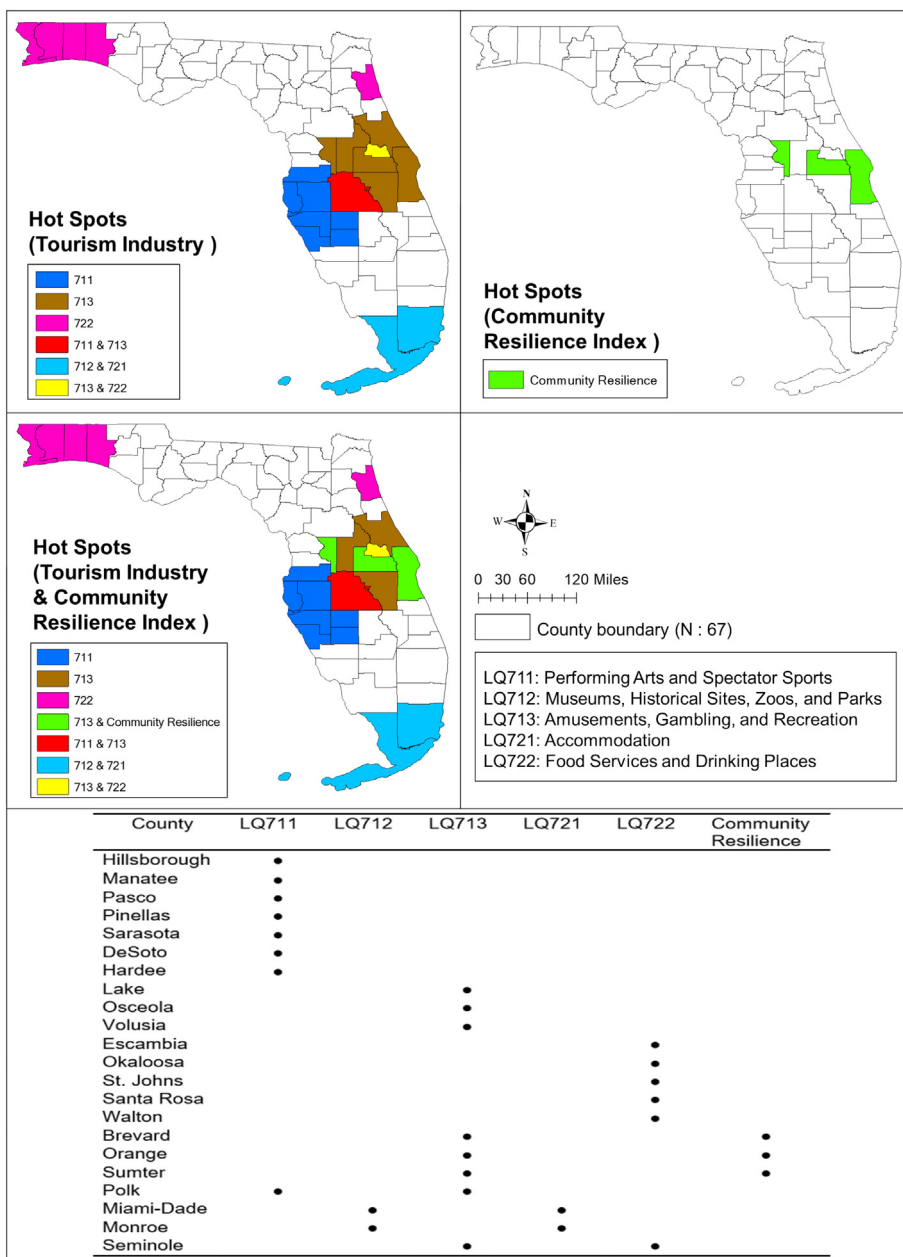 Hot Spots
(Tourism Industry )
711
713
722
711 & 713
712 & 721
713 & 722
Hot Spots
(Community
Resilience Index )
Community Resilience
Hot Spots
(Tourism Industry
& Community
Resilience Index )
711
713
722
713 & Community Resilience
711 & 713
712 & 721
713 & 722
N
W E
S
0 30 60 120 Miles
County boundary (N : 67)
LQ711: Performing Arts and Spectator Sports
LQ712: Museums, Historical Sites, Zoos, and Parks
LQ713: Amusements, Gambling, and Recreation
LQ721: Accommodation
LQ722: Food Services and Drinking Places
County LQ711 LQ712 LQ713 LQ721 LQ722 Community
Resilience
Hillsborough •
Manatee •
Pasco •
Pinellas •
Sarasota •
DeSoto •
Hardee •
Lake •
Osceola •
Volusia •
Escambia •
Okaloosa •
St. Johns •
Santa Rosa •
Walton •
Brevard • •
Orange • •
Sumter • •
Polk • •
Miami-Dade • •
Monroe • •
Seminole • •